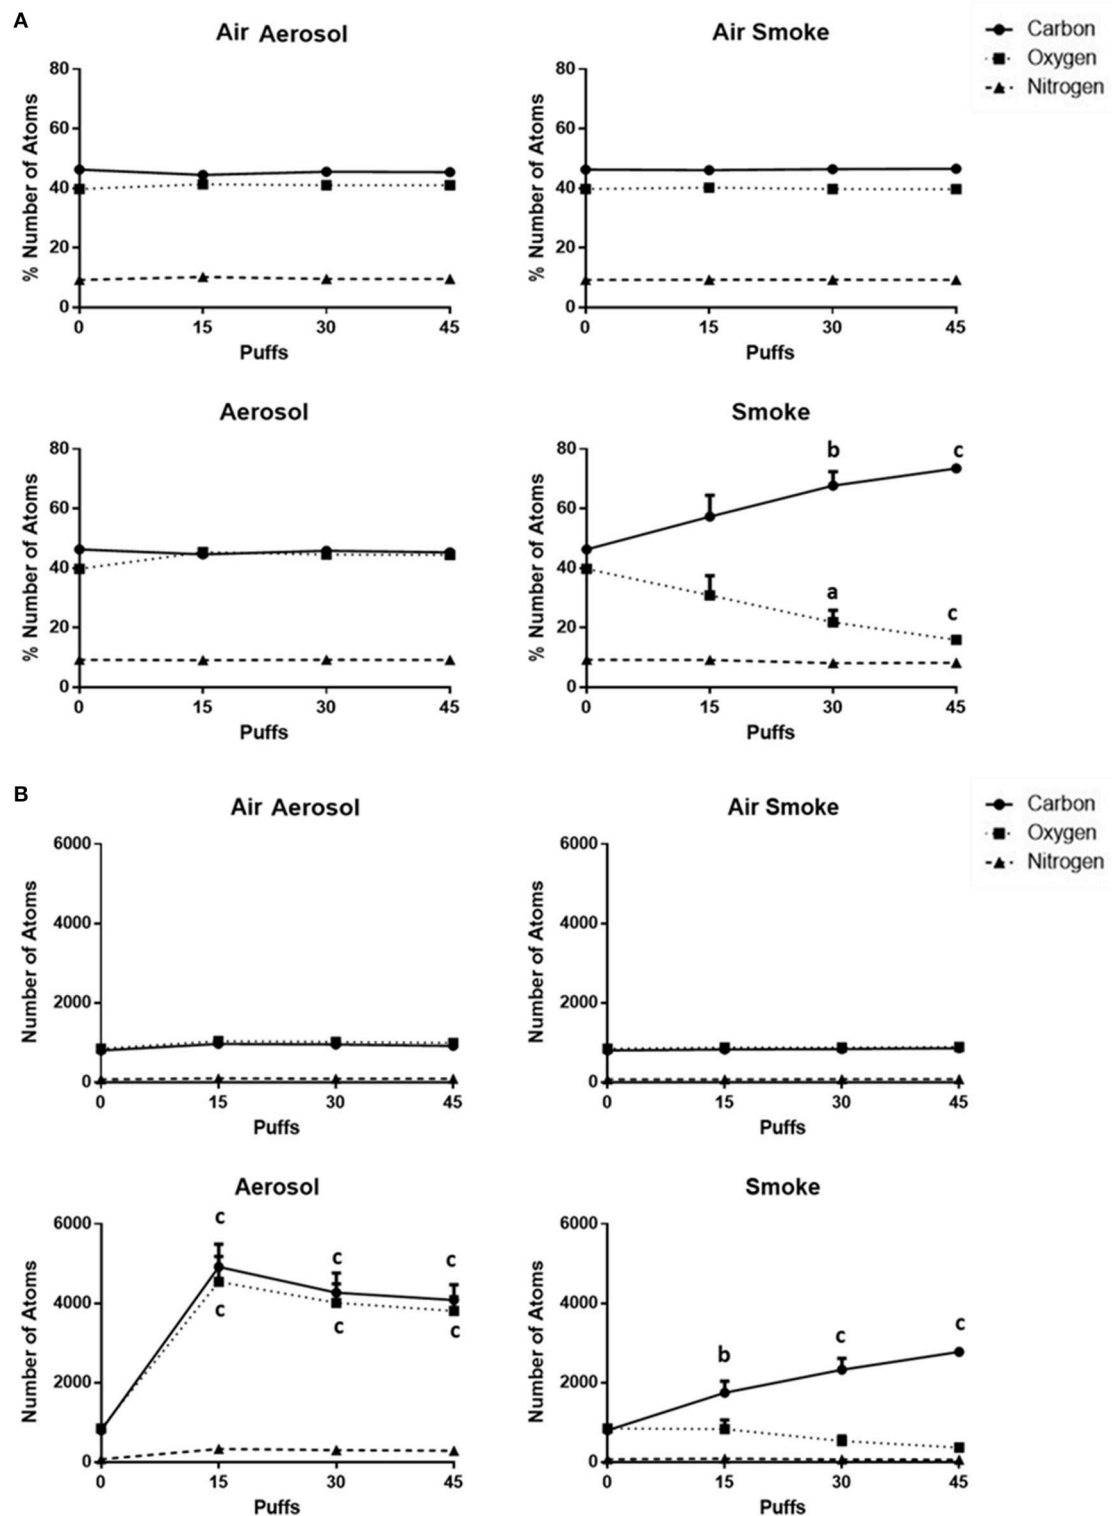 A
Air Aerosol
Air Smoke
Carbon
Oxygen
Nitrogen
% Number of Atoms
80
60
40
20
0
0 15 30 45
Puffs
% Number of Atoms
80
60
40
20
0
0 15 30 45
Puffs
Aerosol
Smoke
% Number of Atoms
80
60
40
20
0
0 15 30 45
Puffs
% Number of Atoms
80
60
40
20
0
b
c
a
c
0 15 30 45
Puffs
B
Air Aerosol
Air Smoke
Carbon
Oxygen
Nitrogen
Number of Atoms
6000
4000
2000
0
0 15 30 45
Puffs
Number of Atoms
6000
4000
2000
0
0 15 30 45
Puffs
Aerosol
Smoke
Number of Atoms
6000
4000
2000
0
c
c
c
c
c
c
0 15 30 45
Puffs
Number of Atoms
6000
4000
2000
0
b
c
c
0 15 30 45
Puffs